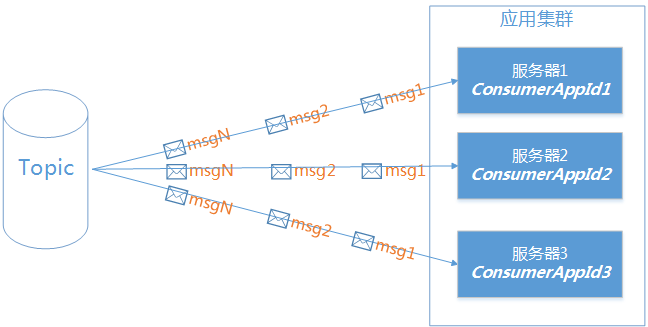 应用集群
服务器1
ConsumerAppId1
msgN
msg2
msg1
Topic
msgN
msg2
msg1
服务器2
ConsumerAppId2
msgN
msg2
msg1
服务器3
ConsumerAppId3